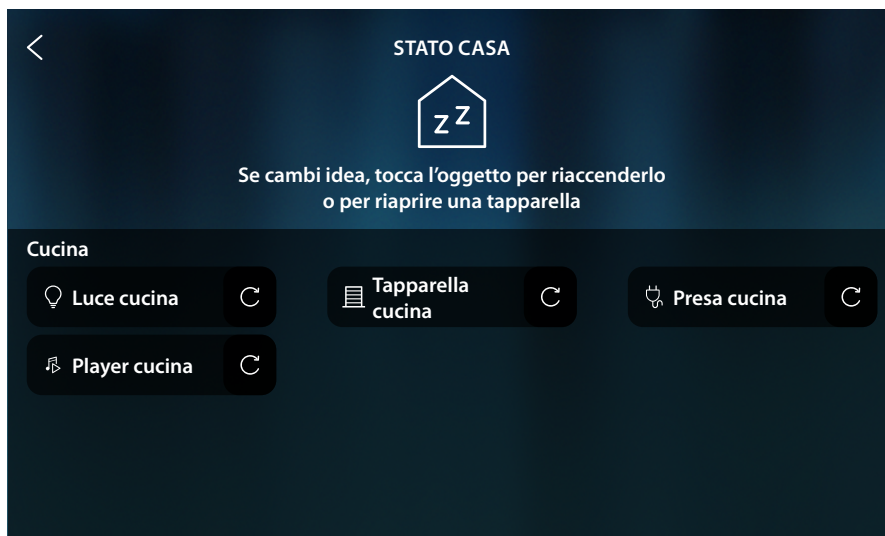 STATO CASA
z Z
Se cambi idea, tocca l’oggetto per riaccenderlo
o per riaprire una tapparella
Cucina
Luce cucina
Tapparella
cucina
Presa cucina
Player cucina